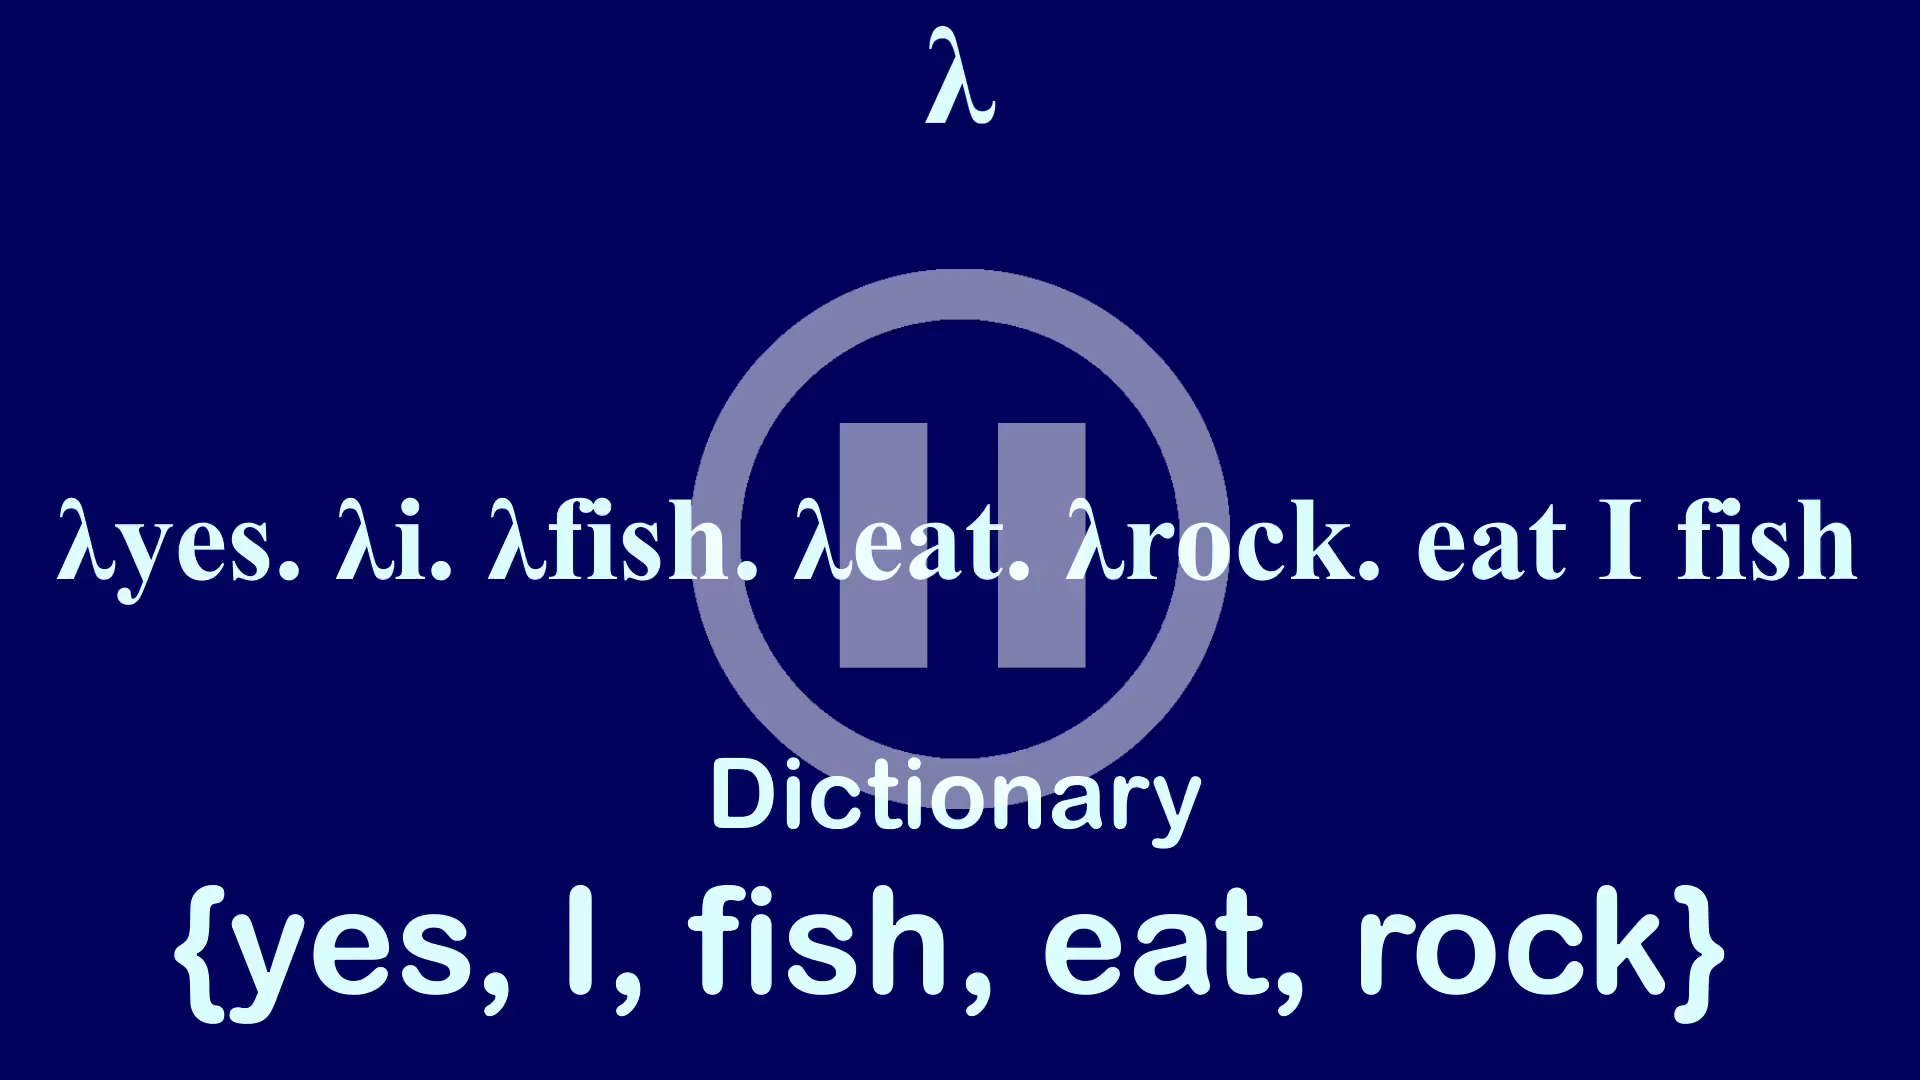 λ
λyes. λi. λfish. λeat. λrock. eat I fish
Dictionary
{yes, I, fish, eat, rock}